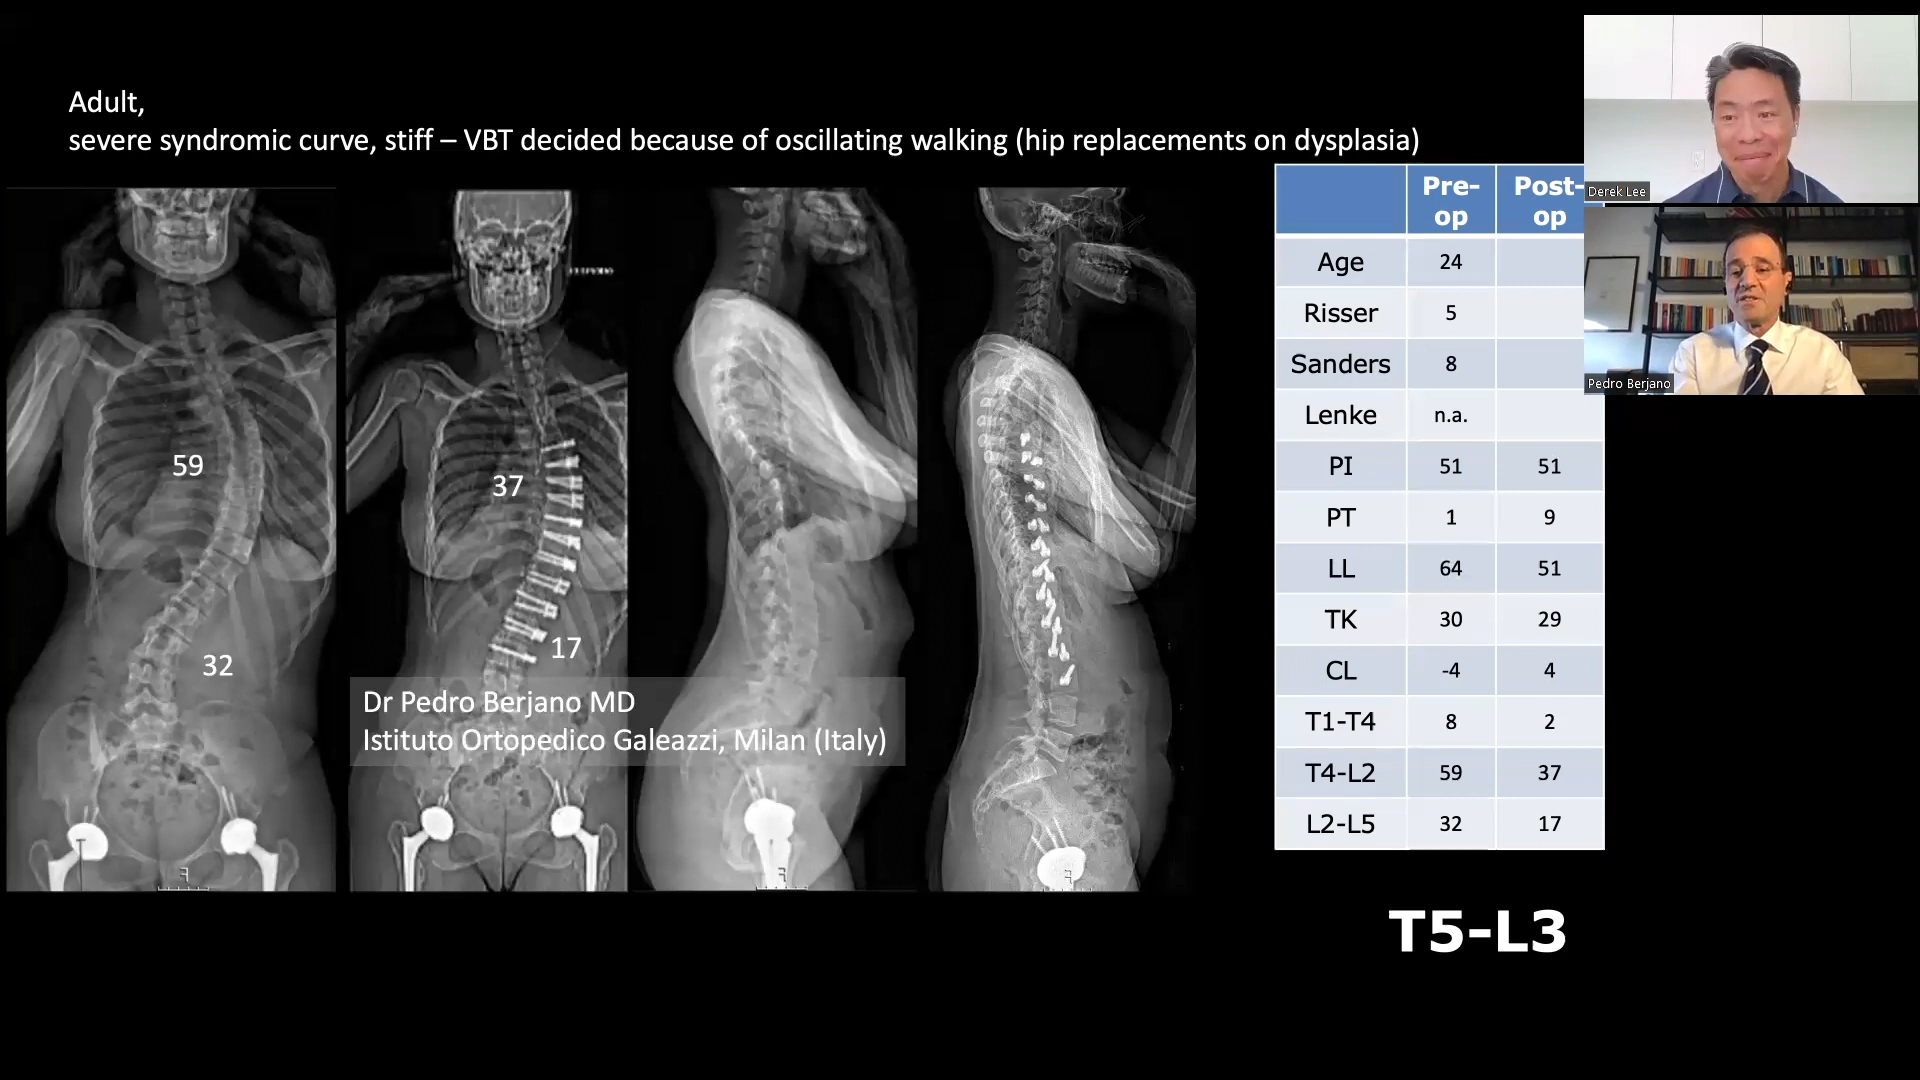 Adult,
severe syndromic curve, stiff – VBT decided because of oscillating walking (hip replacements on dysplasia)
59
32
37
17
Dr Pedro Berjano MD
Istituto Ortopedico Galeazzi, Milan (Italy)
Pre-op Post-op
Age 24
Risser 5
Sanders 8
Lenke n.a.
PI 51 51
PT 1 9
LL 64 51
TK 30 29
CL -4 4
T1-T4 8 2
T4-L2 59 37
L2-L5 32 17
T5-L3
Derek Lee
Pedro Berjano